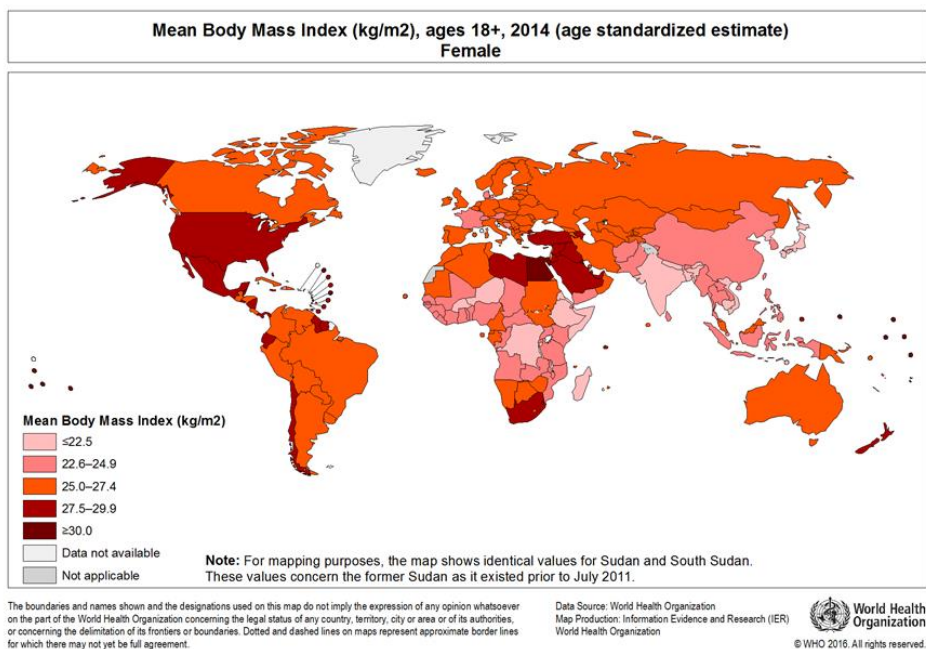 Mean Body Mass Index (kg/m2), ages 18+, 2014 (age standardized estimate)
Female
Mean Body Mass Index (kg/m2)
≤22.5
22.6–24.9
25.0–27.4
27.5–29.9
≥30.0
Data not available
Not applicable
Note: For mapping purposes, the map shows identical values for Sudan and South Sudan.
These values concern the former Sudan as it existed prior to July 2011.
The boundaries and names shown and the designations used on this map do not imply the expression of any opinion whatsoever
on the part of the World Health Organization concerning the legal status of any country, territory, city or area or of its authorities,
or concerning the delimitation of its frontiers or boundaries. Dotted and dashed lines on maps represent approximate border lines
for which there may not yet be full agreement.
Data Source: World Health Organization
Map Production: Information Evidence and Research (IER)
World Health Organization
World Health
Organization
© WHO 2016. All rights reserved.